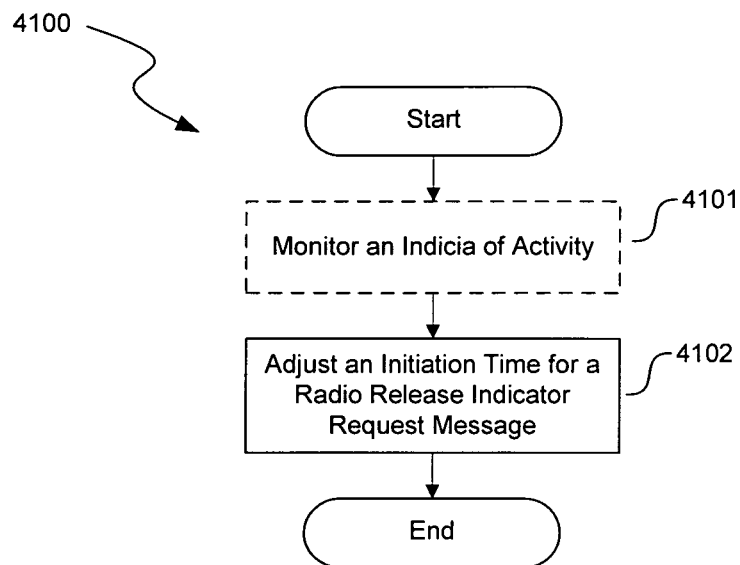 4100
Start
4101
Monitor an Indicia of Activity
4102
Adjust an Initiation Time for a
Radio Release Indicator
Request Message
End